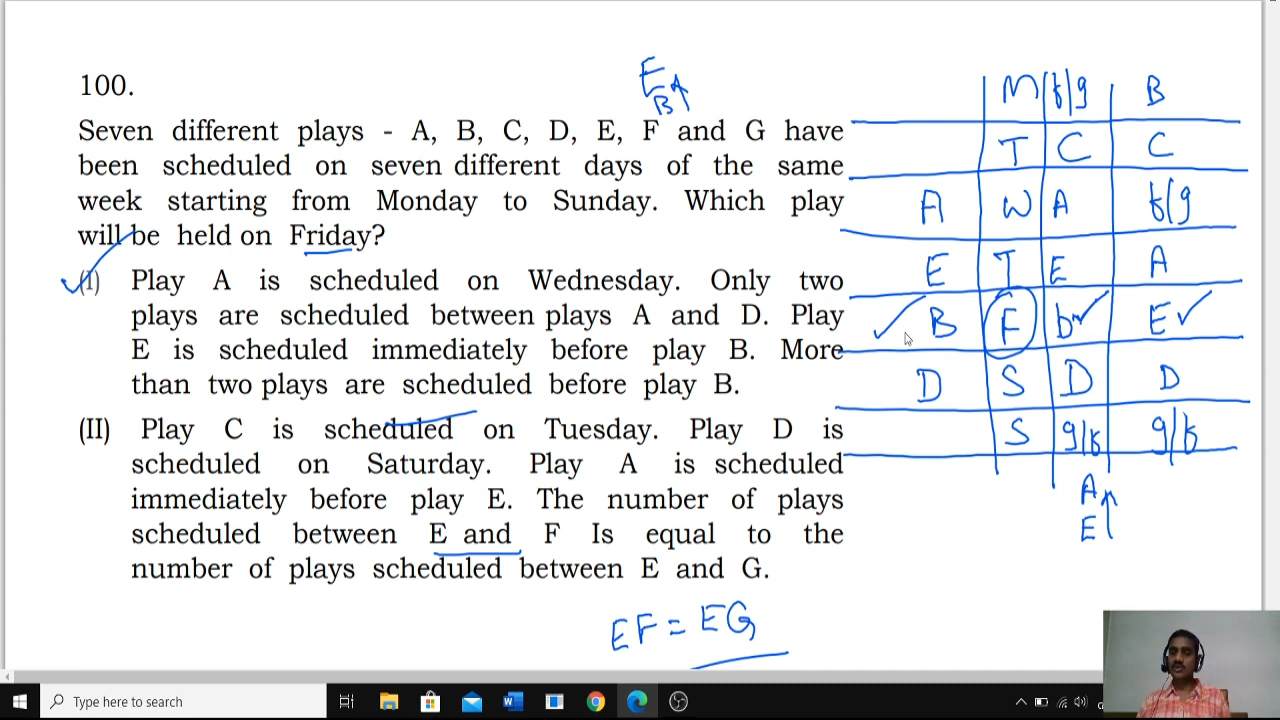 100.
Seven different plays - A, B, C, D, E, F and G have
been scheduled on seven different days of the same
week starting from Monday to Sunday. Which play
will be held on Friday?
(I) Play A is scheduled on Wednesday. Only two
plays are scheduled between plays A and D. Play
E is scheduled immediately before play B. More
than two plays are scheduled before play B.
(II) Play C is scheduled on Tuesday. Play D is
scheduled on Saturday. Play A is scheduled
immediately before play E. The number of plays
scheduled between E and F Is equal to the
number of plays scheduled between E and G.
E
B
EF = EG
M f/g B
T C C
A W A f/g
E T E A
B F b E
D S D D
S g/f g/f
A
E
Type here to search